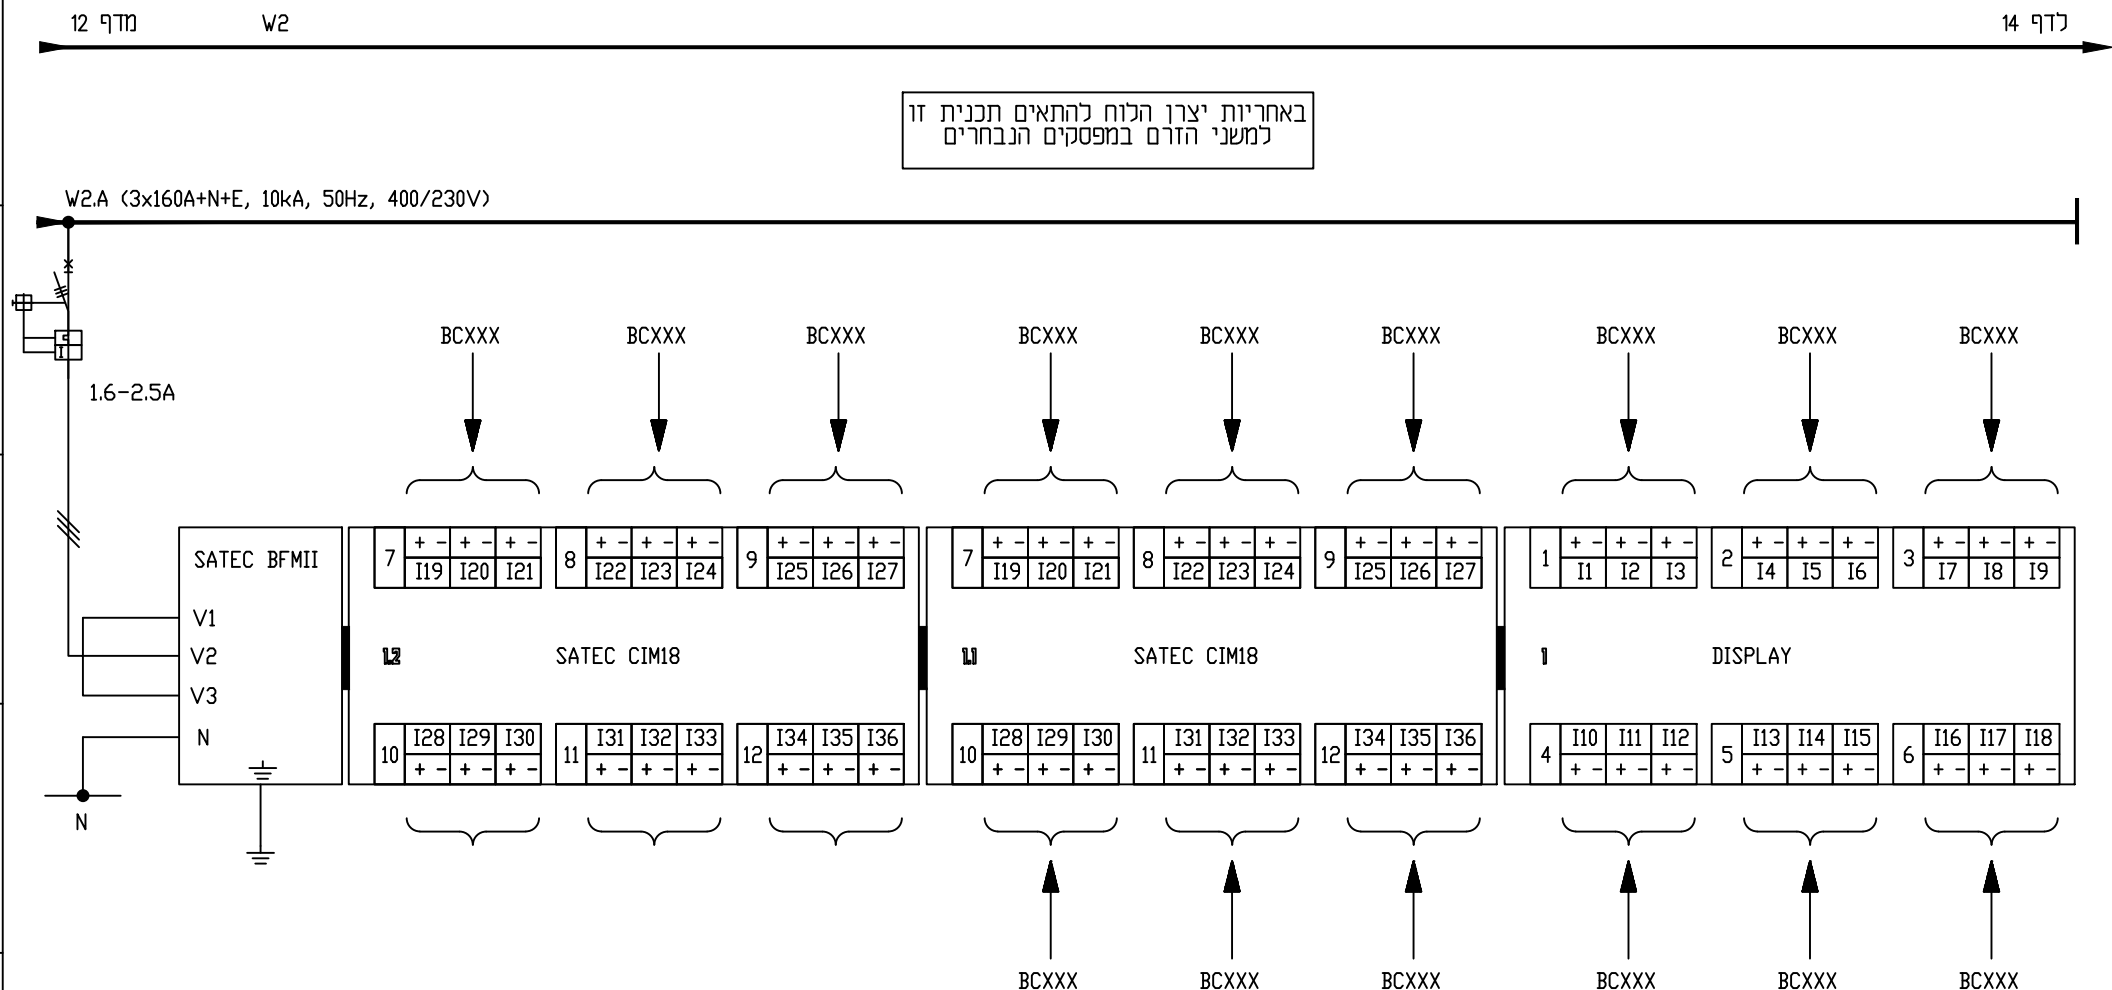 מדף 12
W2
לדף 14
באחריות יצרן הלוח להתאים תכנית זו
למשני הזרם במפסקים הנבחרים
W2.A (3x160A+N+E, 10kA, 50Hz, 400/230V)
I
1.6-2.5A
BCXXX BCXXX BCXXX BCXXX BCXXX BCXXX BCXXX BCXXX BCXXX
SATEC BFMII
V1
V2
V3
N
N
7 + - + - + - 8 + - + - + - 9 + - + - + -
I19 I20 I21 I22 I23 I24 I25 I26 I27
1.2 SATEC CIM18
10 I28 I29 I30 11 I31 I32 I33 12 I34 I35 I36
+ - + - + - + - + - + - + - + - + -
7 + - + - + - 8 + - + - + - 9 + - + - + -
I19 I20 I21 I22 I23 I24 I25 I26 I27
1.1 SATEC CIM18
10 I28 I29 I30 11 I31 I32 I33 12 I34 I35 I36
+ - + - + - + - + - + - + - + - + -
1 + - + - + - 2 + - + - + - 3 + - + - + -
I1 I2 I3 I4 I5 I6 I7 I8 I9
1 DISPLAY
4 I10 I11 I12 5 I13 I14 I15 6 I16 I17 I18
+ - + - + - + - + - + - + - + - + -
BCXXX BCXXX BCXXX BCXXX BCXXX BCXXX